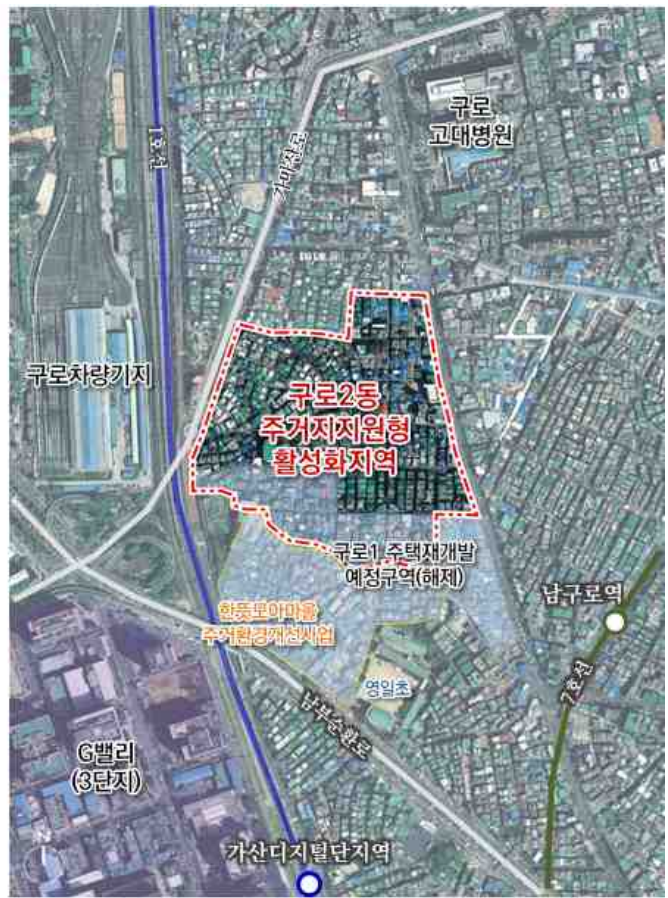 구로
고대병원
1호선
가마산로
구로차량기지
구로2동
주거지지원형
활성화지역
구로1 주택재개발
예정구역(해제)
한뜻모아마을
주거환경개선사업
남구로역
영일초
7호선
남부순환로
G밸리
(3단지)
가산디지털단지역